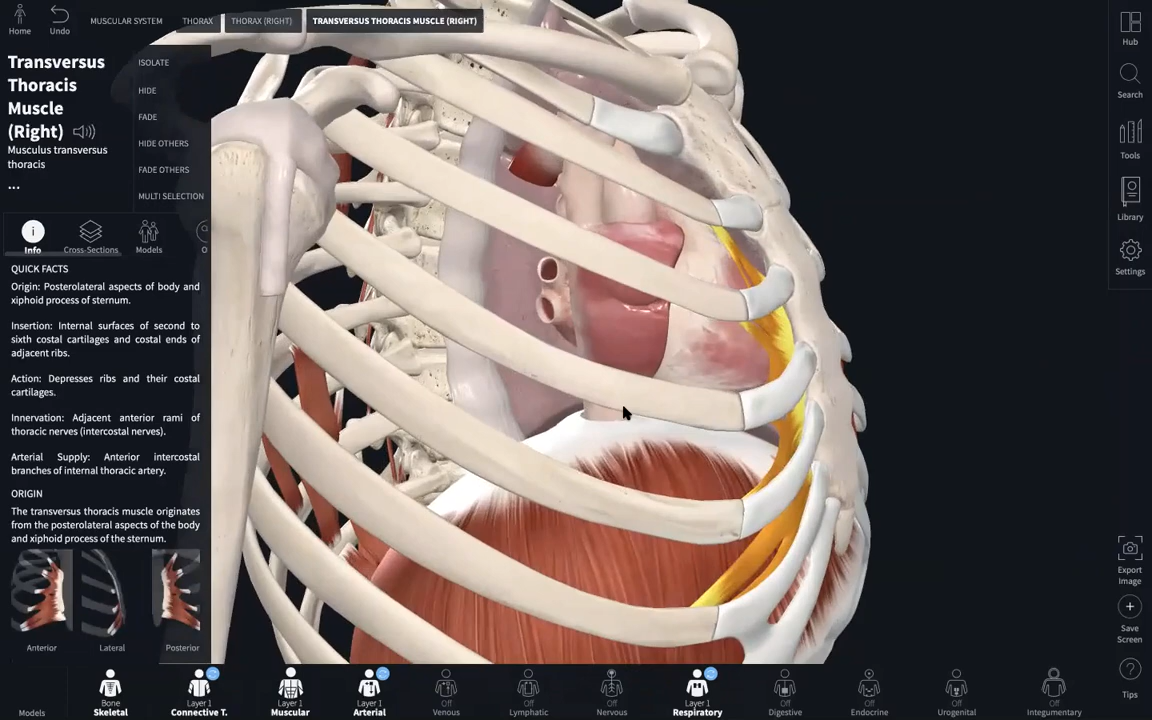 Home
Undo
MUSCULAR SYSTEM
THORAX
THORAX (RIGHT)
TRANSVERSUS THORACIS MUSCLE (RIGHT)
Transversus
Thoracis
Muscle
(Right)
Musculus transversus
thoracis
...
ISOLATE
HIDE
FADE
HIDE OTHERS
FADE OTHERS
MULTI SELECTION
Info
Cross-Sections
Models
O
QUICK FACTS
Origin: Posterolateral aspects of body and
xiphoid process of sternum.
Insertion: Internal surfaces of second to
sixth costal cartilages and costal ends of
adjacent ribs.
Action: Depresses ribs and their costal
cartilages.
Innervation: Adjacent anterior rami of
thoracic nerves (intercostal nerves).
Arterial Supply: Anterior intercostal
branches of internal thoracic artery.
ORIGIN
The transversus thoracis muscle originates
from the posterolateral aspects of the body
and xiphoid process of the sternum.
Anterior
Lateral
Posterior
Hub
Search
Tools
Library
Settings
Export
Image
Save
Screen
Tips
Models
Bone
Skeletal
Layer 1
Connective T.
Layer 1
Muscular
Layer 1
Arterial
Off
Venous
Off
Lymphatic
Off
Nervous
Layer 1
Respiratory
Off
Digestive
Off
Endocrine
Off
Urogenital
Off
Integumentary